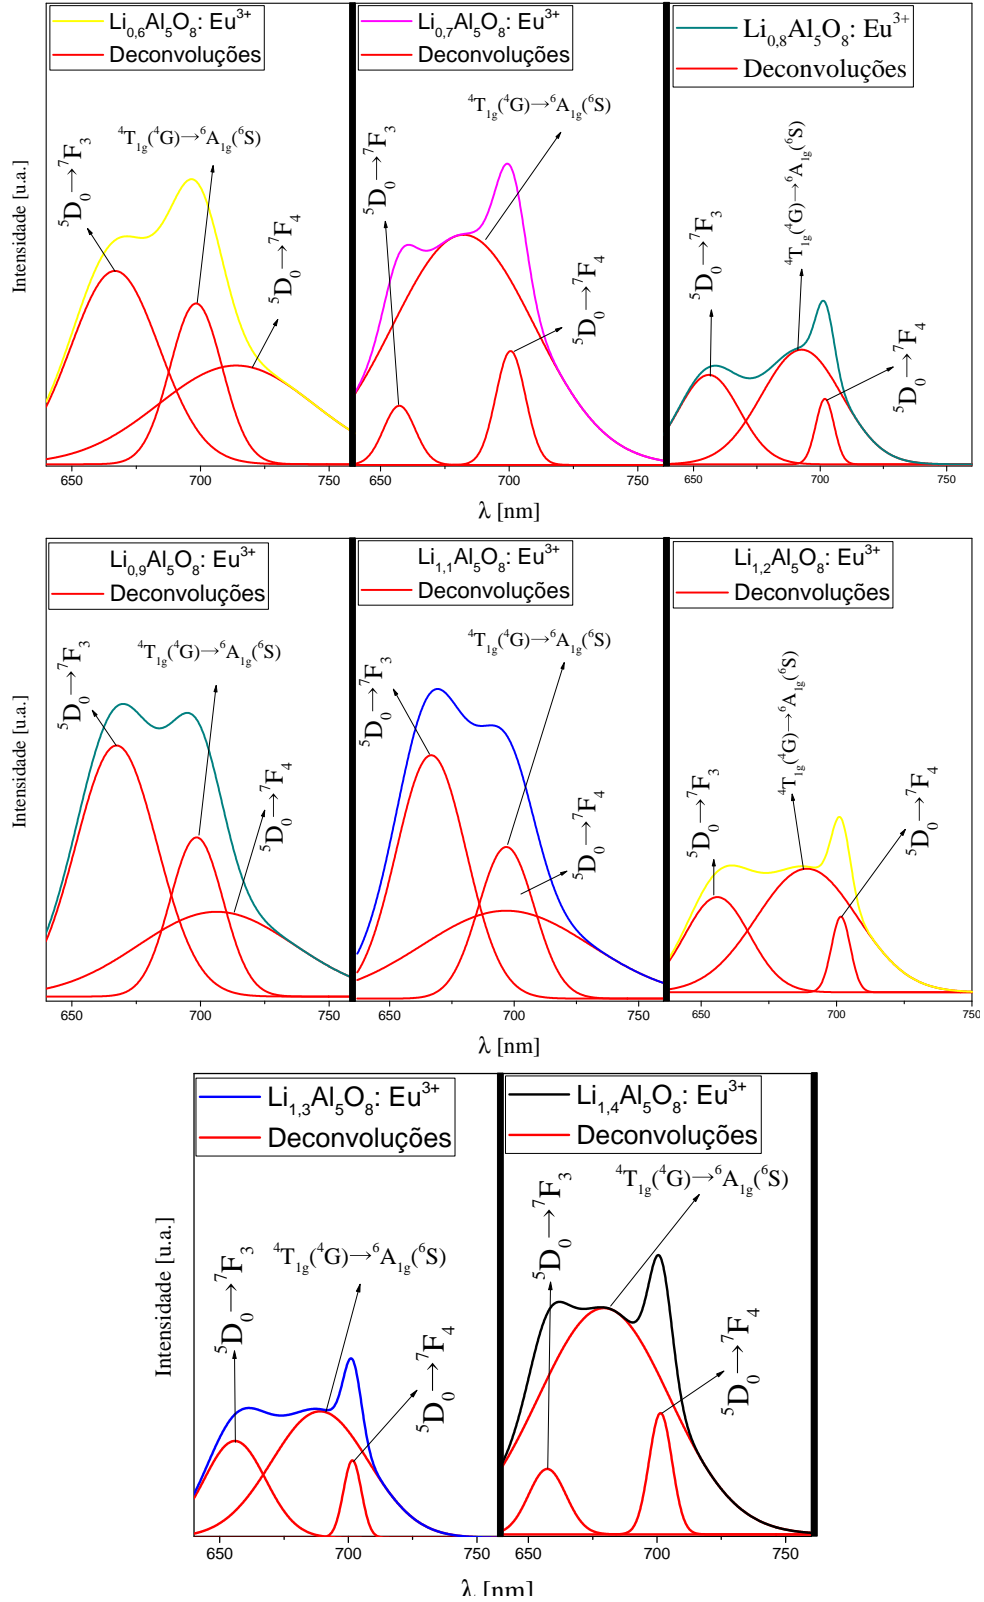 Li0,6Al5O8: Eu3+
Deconvoluções
Li0,7Al5O8: Eu3+
Deconvoluções
Li0,8Al5O8: Eu3+
Deconvoluções
Intensidade [u.a.]
5D0→7F3
4T1g(4G)→6A1g(6S)
5D0→7F4
5D0→7F3
4T1g(4G)→6A1g(6S)
5D0→7F4
5D0→7F3
4T1g(4G)→6A1g(6S)
5D0→7F4
650 700 750
650 700 750
650 700 750
λ [nm]
Li0,9Al5O8: Eu3+
Deconvoluções
Li1,1Al5O8: Eu3+
Deconvoluções
Li1,2Al5O8: Eu3+
Deconvoluções
Intensidade [u.a.]
5D0→7F3
4T1g(4G)→6A1g(6S)
5D0→7F4
5D0→7F3
4T1g(4G)→6A1g(6S)
5D0→7F4
5D0→7F3
4T1g(4G)→6A1g(6S)
5D0→7F4
650 700 750
650 700 750
650 700 750
λ [nm]
Li1,3Al5O8: Eu3+
Deconvoluções
Li1,4Al5O8: Eu3+
Deconvoluções
Intensidade [u.a.]
5D0→7F3
4T1g(4G)→6A1g(6S)
5D0→7F4
5D0→7F3
4T1g(4G)→6A1g(6S)
5D0→7F4
650 700 750
650 700 750
λ [nm]